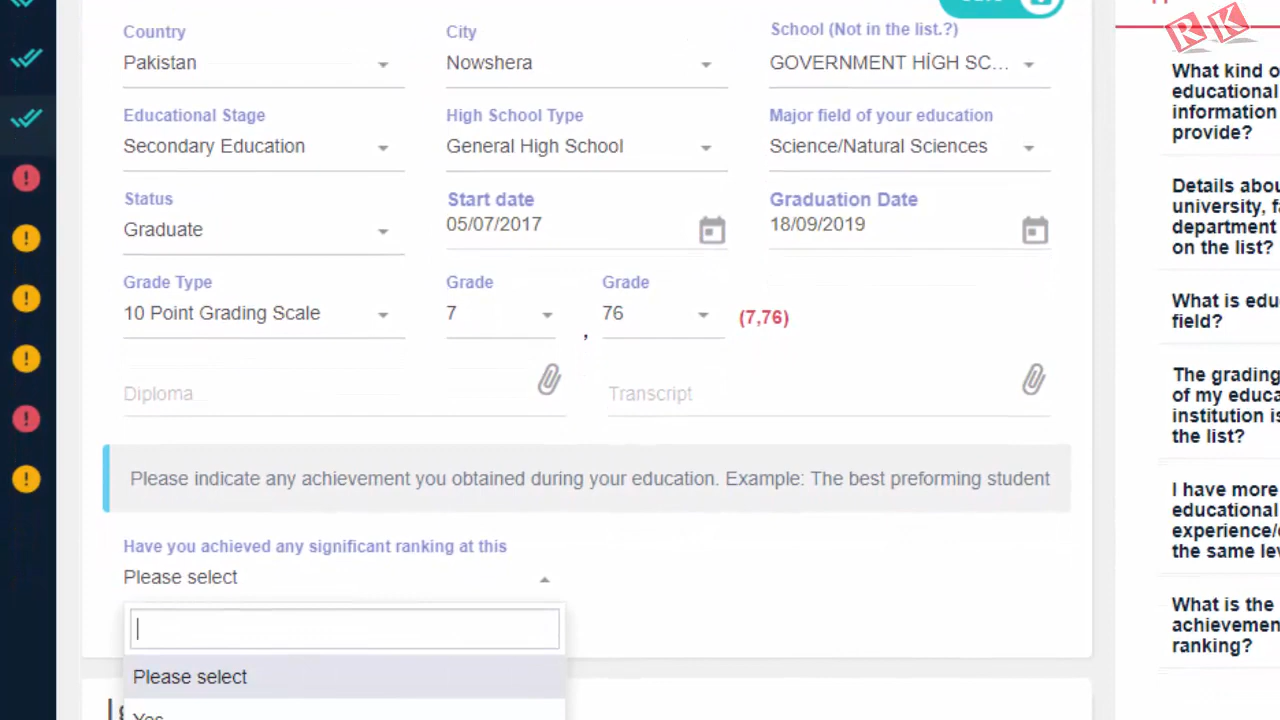 Country
City
School (Not in the list.?)
Pakistan
Nowshera
GOVERNMENT HİGH SC...
Educational Stage
High School Type
Major field of your education
Secondary Education
General High School
Science/Natural Sciences
Status
Start date
Graduation Date
Graduate
05/07/2017
18/09/2019
Grade Type
Grade
Grade
10 Point Grading Scale
7
,
76
(7,76)
Diploma
Transcript
Please indicate any achievement you obtained during your education. Example: The best preforming student
Have you achieved any significant ranking at this
Please select
Please select
Yes
RK
What kind o
educational
information
provide?
Details abou
university, fa
department
on the list?
What is edu
field?
The grading
of my educa
institution is
the list?
I have more
educational
experience/
the same lev
What is the
achievemen
ranking?